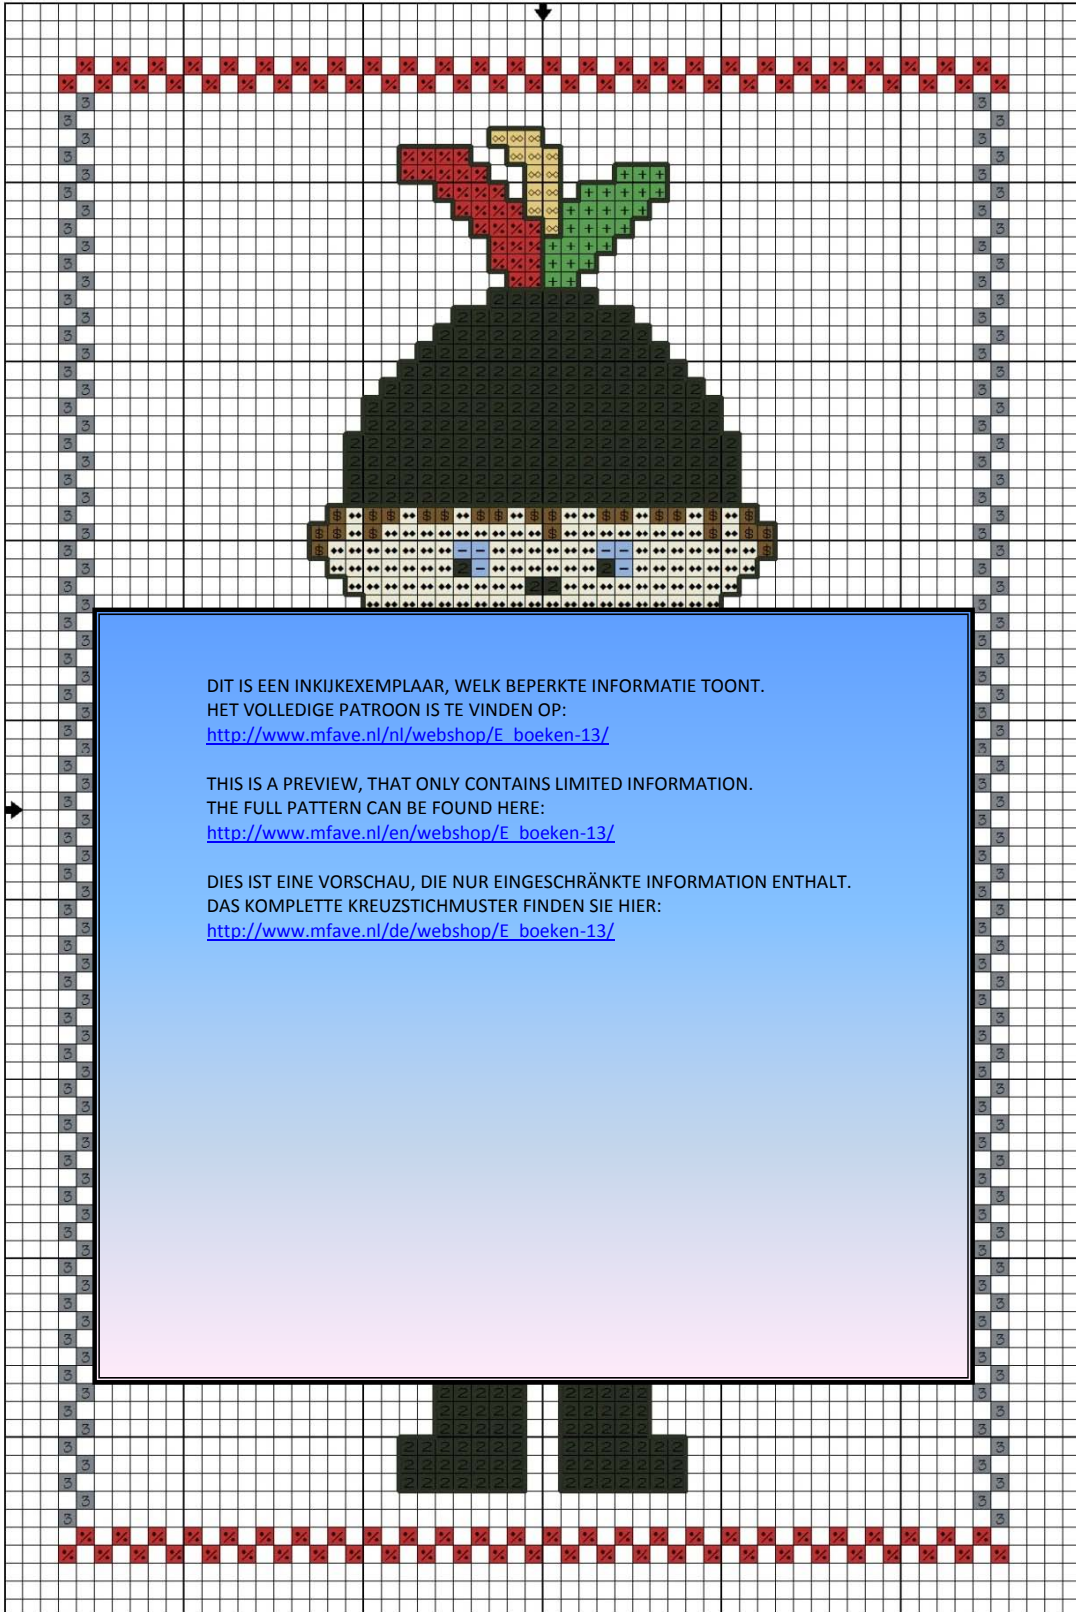 DIT IS EEN INKIJKEXEMPLAAR, WELK BEPERKTE INFORMATIE TOONT.
HET VOLLEDIGE PATROON IS TE VINDEN OP:
http://www.mfave.nl/nl/webshop/E_boeken-13/
THIS IS A PREVIEW, THAT ONLY CONTAINS LIMITED INFORMATION.
THE FULL PATTERN CAN BE FOUND HERE:
http://www.mfave.nl/en/webshop/E_boeken-13/
DIES IST EINE VORSCHAU, DIE NUR EINGESCHRÄNKTE INFORMATION ENTHALT.
DAS KOMPLETTE KREUZSTICHMUSTER FINDEN SIE HIER:
http://www.mfave.nl/de/webshop/E_boeken-13/